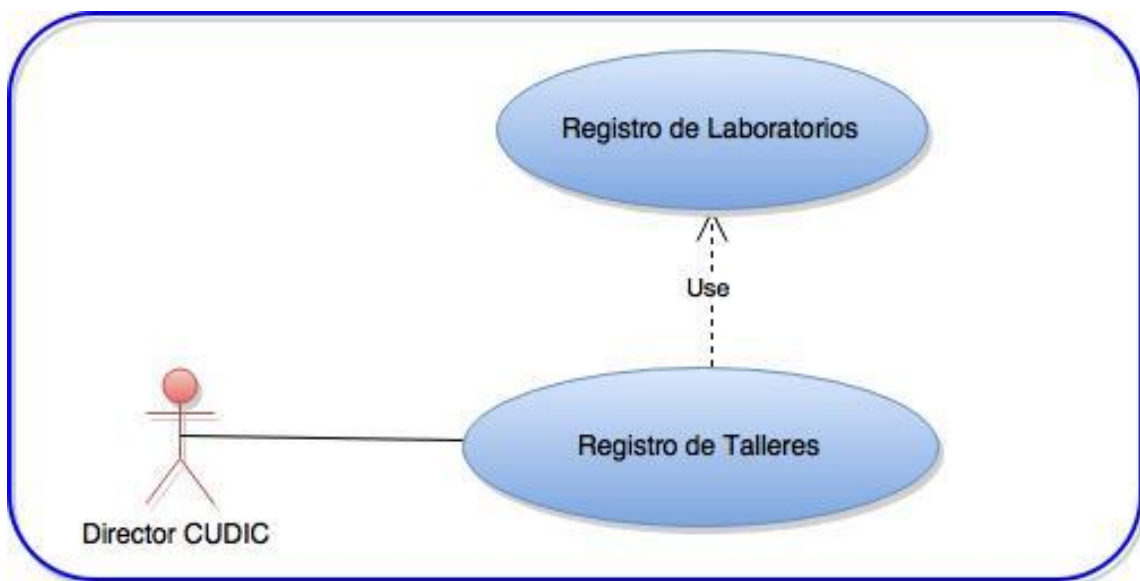 Registro de Laboratorios
Use
Registro de Talleres
Director CUDIC